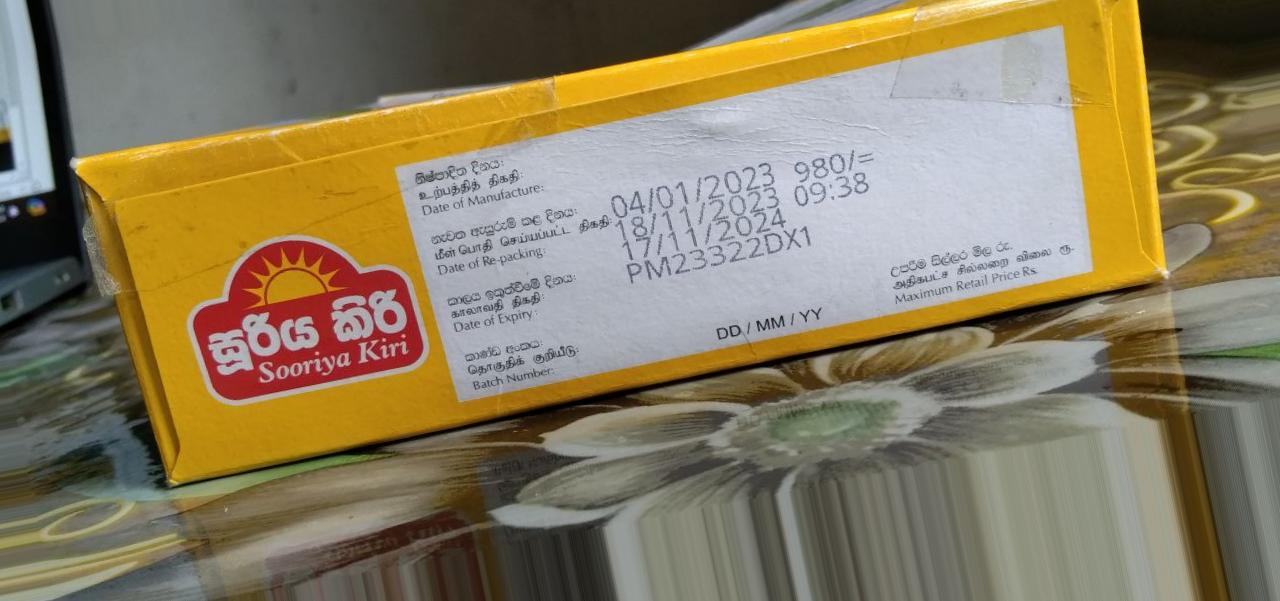 සූරිය කිරි
Sooriya Kiri
නිෂ්පාදිත දිනය:
உற்பத்தித் திகதி:
Date of Manufacture:
04/01/2023 980/=
නැවත ඇසුරුම් කළ දිනය:
மீள் பொதி செய்யப்பட்ட திகதி:
Date of Re-packing:
18/11/2023 09:38
කාලය ඉකුත්වීමේ දිනය:
காலாவதி திகதி:
Date of Expiry:
17/11/2024
කාණ්ඩ අංකය:
தொகுதிக் குறியீடு:
Batch Number:
PM23322DX1
DD / MM / YY
උපරිම සිල්ලර මිල රු.
அதிகபட்ச சில்லறை விலை ரூ.
Maximum Retail Price Rs.